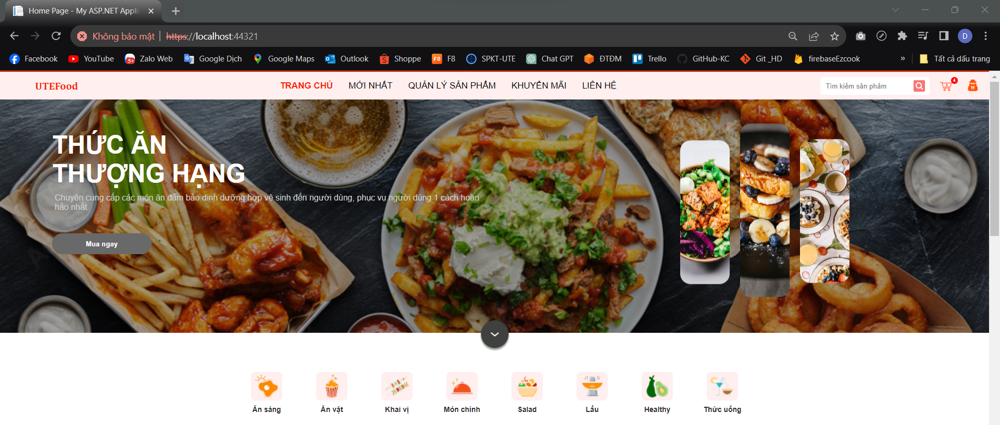 Home Page - My ASP.NET Appli
Không bảo mật
https://localhost:44321
D
Facebook
YouTube
Zalo Web
Google Dịch
Google Maps
Outlook
Shoppe
F8
SPKT-UTE
Chat GPT
ĐTĐM
Trello
GitHub-KC
Git _HD
firebaseEzcook
»
Tất cả dấu trang
UTEFood
TRANG CHỦ
MỚI NHẤT
QUẢN LÝ SẢN PHẨM
KHUYẾN MÃI
LIÊN HỆ
Tìm kiếm sản phẩm
4
THỨC ĂN
THƯỢNG HẠNG
Chuyên cung cấp các món ăn đảm bảo dinh dưỡng hợp vệ sinh đến người dùng, phục vụ người dùng 1 cách hoàn
hảo nhất
Mua ngay
Ăn sáng
Ăn vặt
Khai vị
Món chính
Salad
Lẩu
Healthy
Thức uống